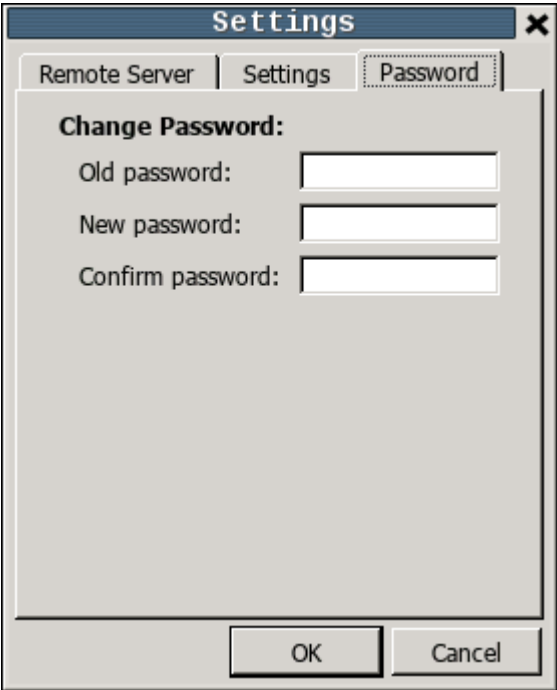 Settings
Remote Server Settings Password
Change Password:
Old password:
New password:
Confirm password:
OK Cancel